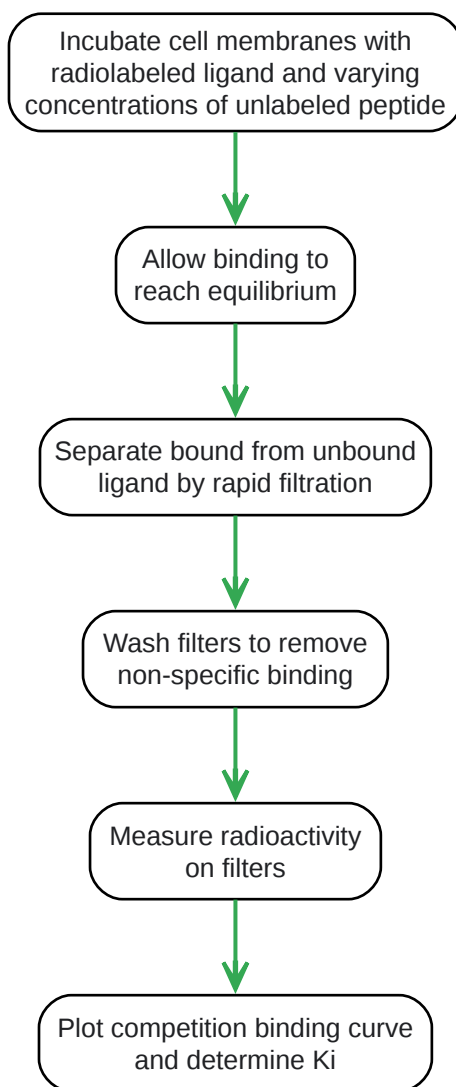 Incubate cell membranes with
radiolabeled ligand and varying
concentrations of unlabeled peptide
Allow binding to
reach equilibrium
Separate bound from unbound
ligand by rapid filtration
Wash filters to remove
non-specific binding
Measure radioactivity
on filters
Plot competition binding curve
and determine Ki